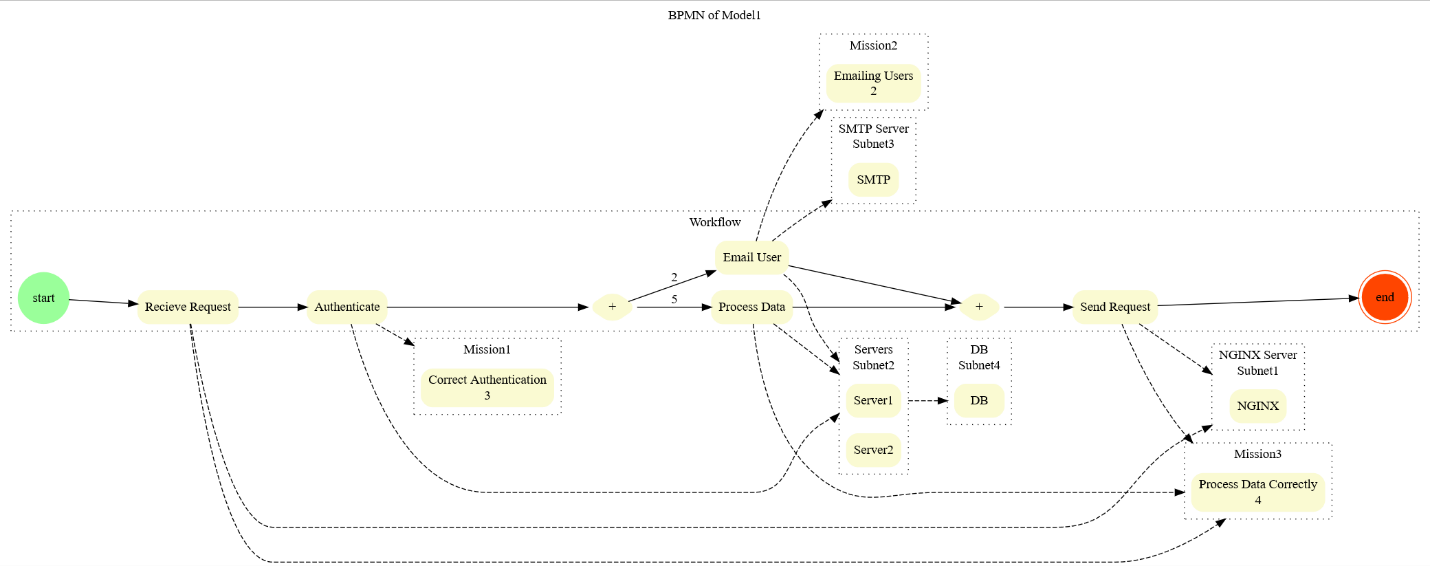 BPMN of Model1
Mission2
Emailing Users
2
SMTP Server
Subnet3
SMTP
Workflow
Email User
start
2
5
Recieve Request
Authenticate
+
Process Data
+
Send Request
end
Mission1
Correct Authentication
3
Servers
Subnet2
Server1
Server2
DB
Subnet4
DB
NGINX Server
Subnet1
NGINX
Mission3
Process Data Correctly
4